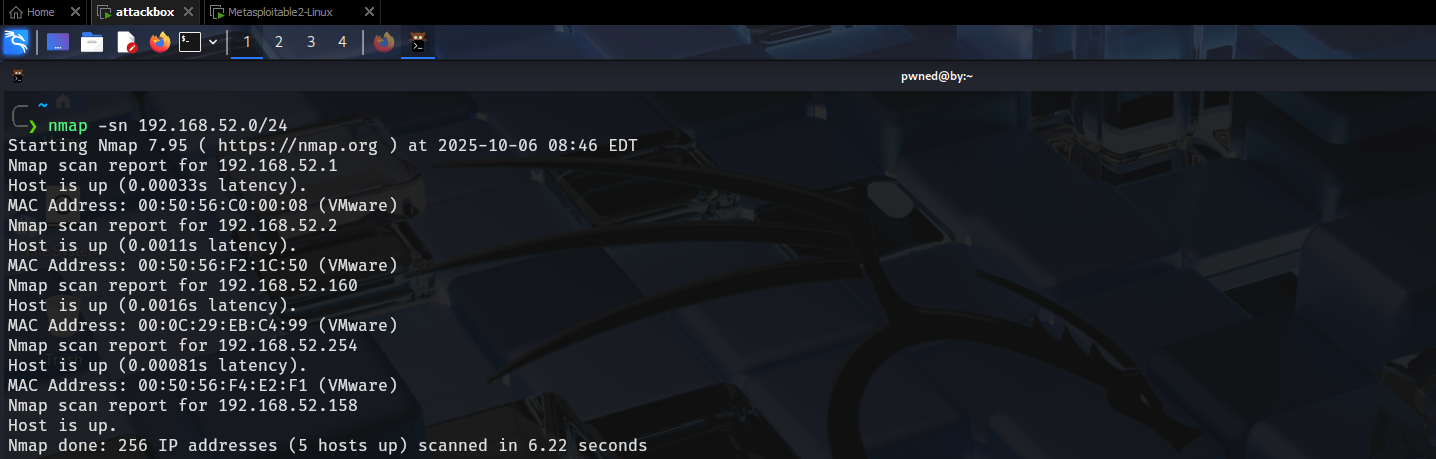 Home
attackbox
Metasploitable2-Linux
1 2 3 4
pwned@by:~
~
❯ nmap -sn 192.168.52.0/24
Starting Nmap 7.95 ( https://nmap.org ) at 2025-10-06 08:46 EDT
Nmap scan report for 192.168.52.1
Host is up (0.00033s latency).
MAC Address: 00:50:56:C0:00:08 (VMware)
Nmap scan report for 192.168.52.2
Host is up (0.0011s latency).
MAC Address: 00:50:56:F2:1C:50 (VMware)
Nmap scan report for 192.168.52.160
Host is up (0.0016s latency).
MAC Address: 00:0C:29:EB:C4:99 (VMware)
Nmap scan report for 192.168.52.254
Host is up (0.00081s latency).
MAC Address: 00:50:56:F4:E2:F1 (VMware)
Nmap scan report for 192.168.52.158
Host is up.
Nmap done: 256 IP addresses (5 hosts up) scanned in 6.22 seconds